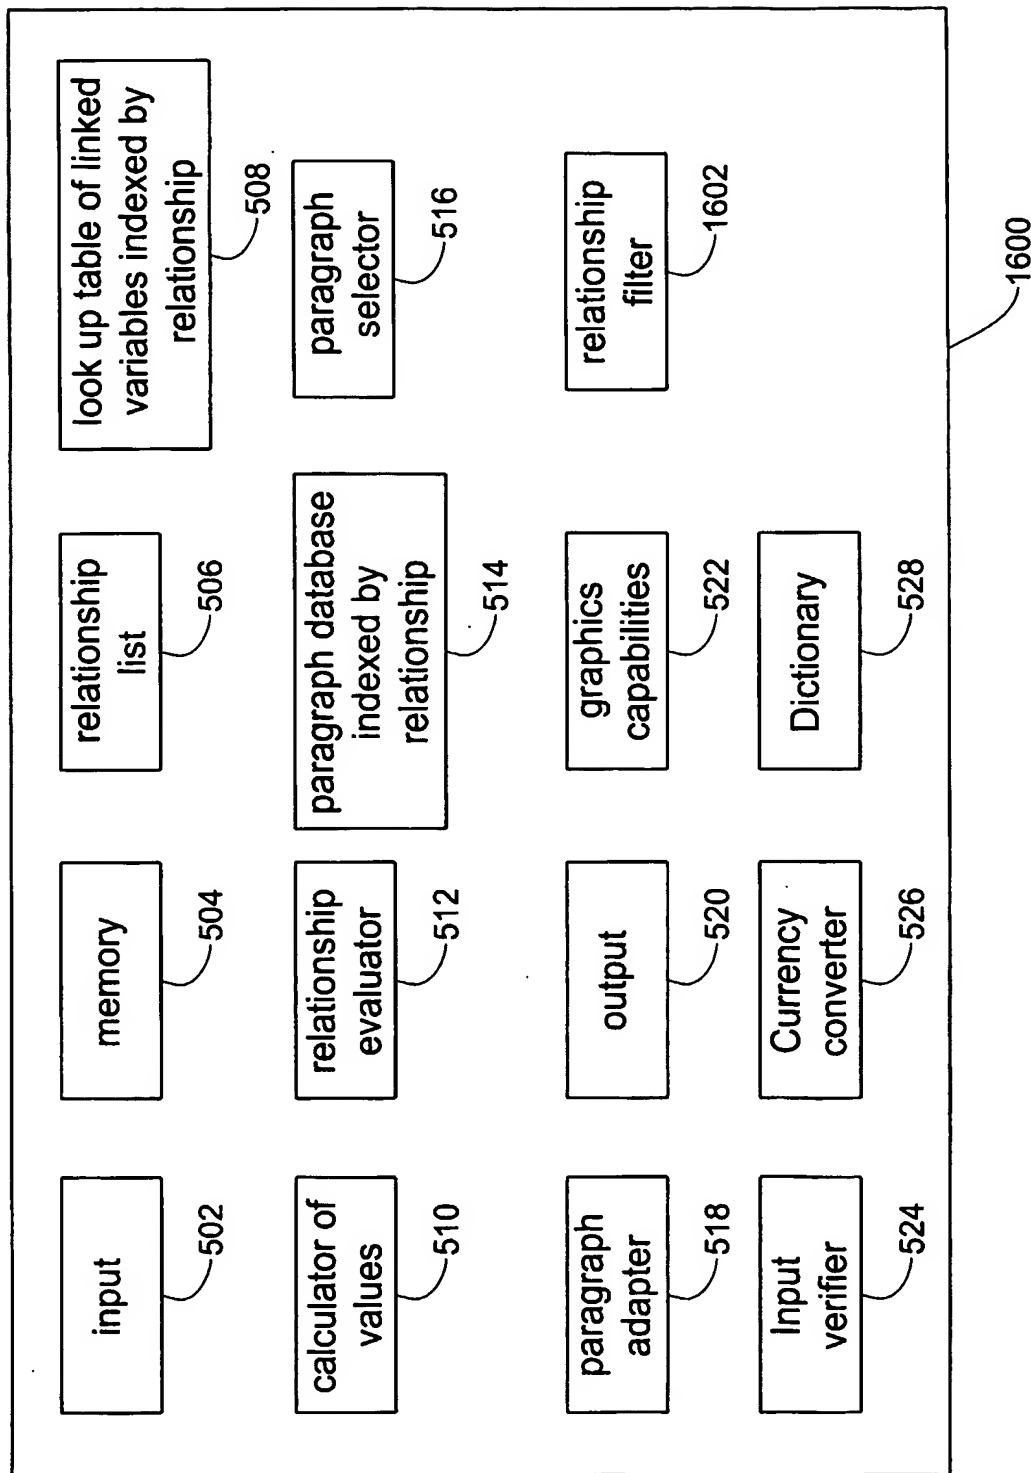 input
502
memory
504
relationship
list
506
look up table of linked
variables indexed by
relationship
508
calculator of
values
510
relationship
evaluator
512
paragraph database
indexed by
relationship
514
paragraph
selector
516
paragraph
adapter
518
output
520
graphics
capabilities
522
relationship
filter
1602
Input
verifier
524
Currency
converter
526
Dictionary
528
1600